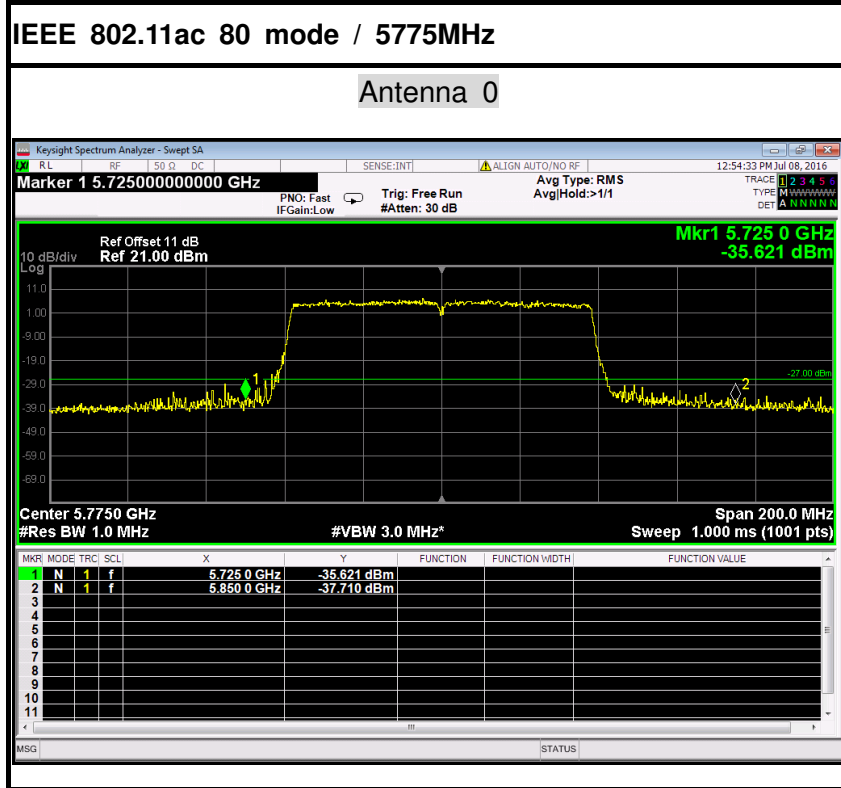 IEEE 802.11ac 80 mode / 5775MHz
Antenna 0
Keysight Spectrum Analyzer - Swept SA
LXI RL RF 50 Ω DC SENSE:INT ALIGN AUTO/NO RF 12:54:33 PM Jul 08, 2016
Marker 1 5.725000000000 GHz
PNO: Fast
IFGain:Low
Trig: Free Run
#Atten: 30 dB
Avg Type: RMS
Avg|Hold:>1/1
TRACE 1 2 3 4 5 6
TYPE M WWWWW
DET A N N N N N
Mkr1 5.725 0 GHz
-35.621 dBm
Ref Offset 11 dB
10 dB/div Ref 21.00 dBm
Log
11.0
1.00
-9.00
-19.0
-27.00 dBm
-29.0
1
2
-39.0
-49.0
-59.0
-69.0
Center 5.7750 GHz Span 200.0 MHz
#Res BW 1.0 MHz #VBW 3.0 MHz* Sweep 1.000 ms (1001 pts)
MKR MODE TRC SCL X Y FUNCTION FUNCTION WIDTH FUNCTION VALUE
1 N 1 f 5.725 0 GHz -35.621 dBm
2 N 1 f 5.850 0 GHz -37.710 dBm
3
4
5
6
7
8
9
10
11
MSG STATUS